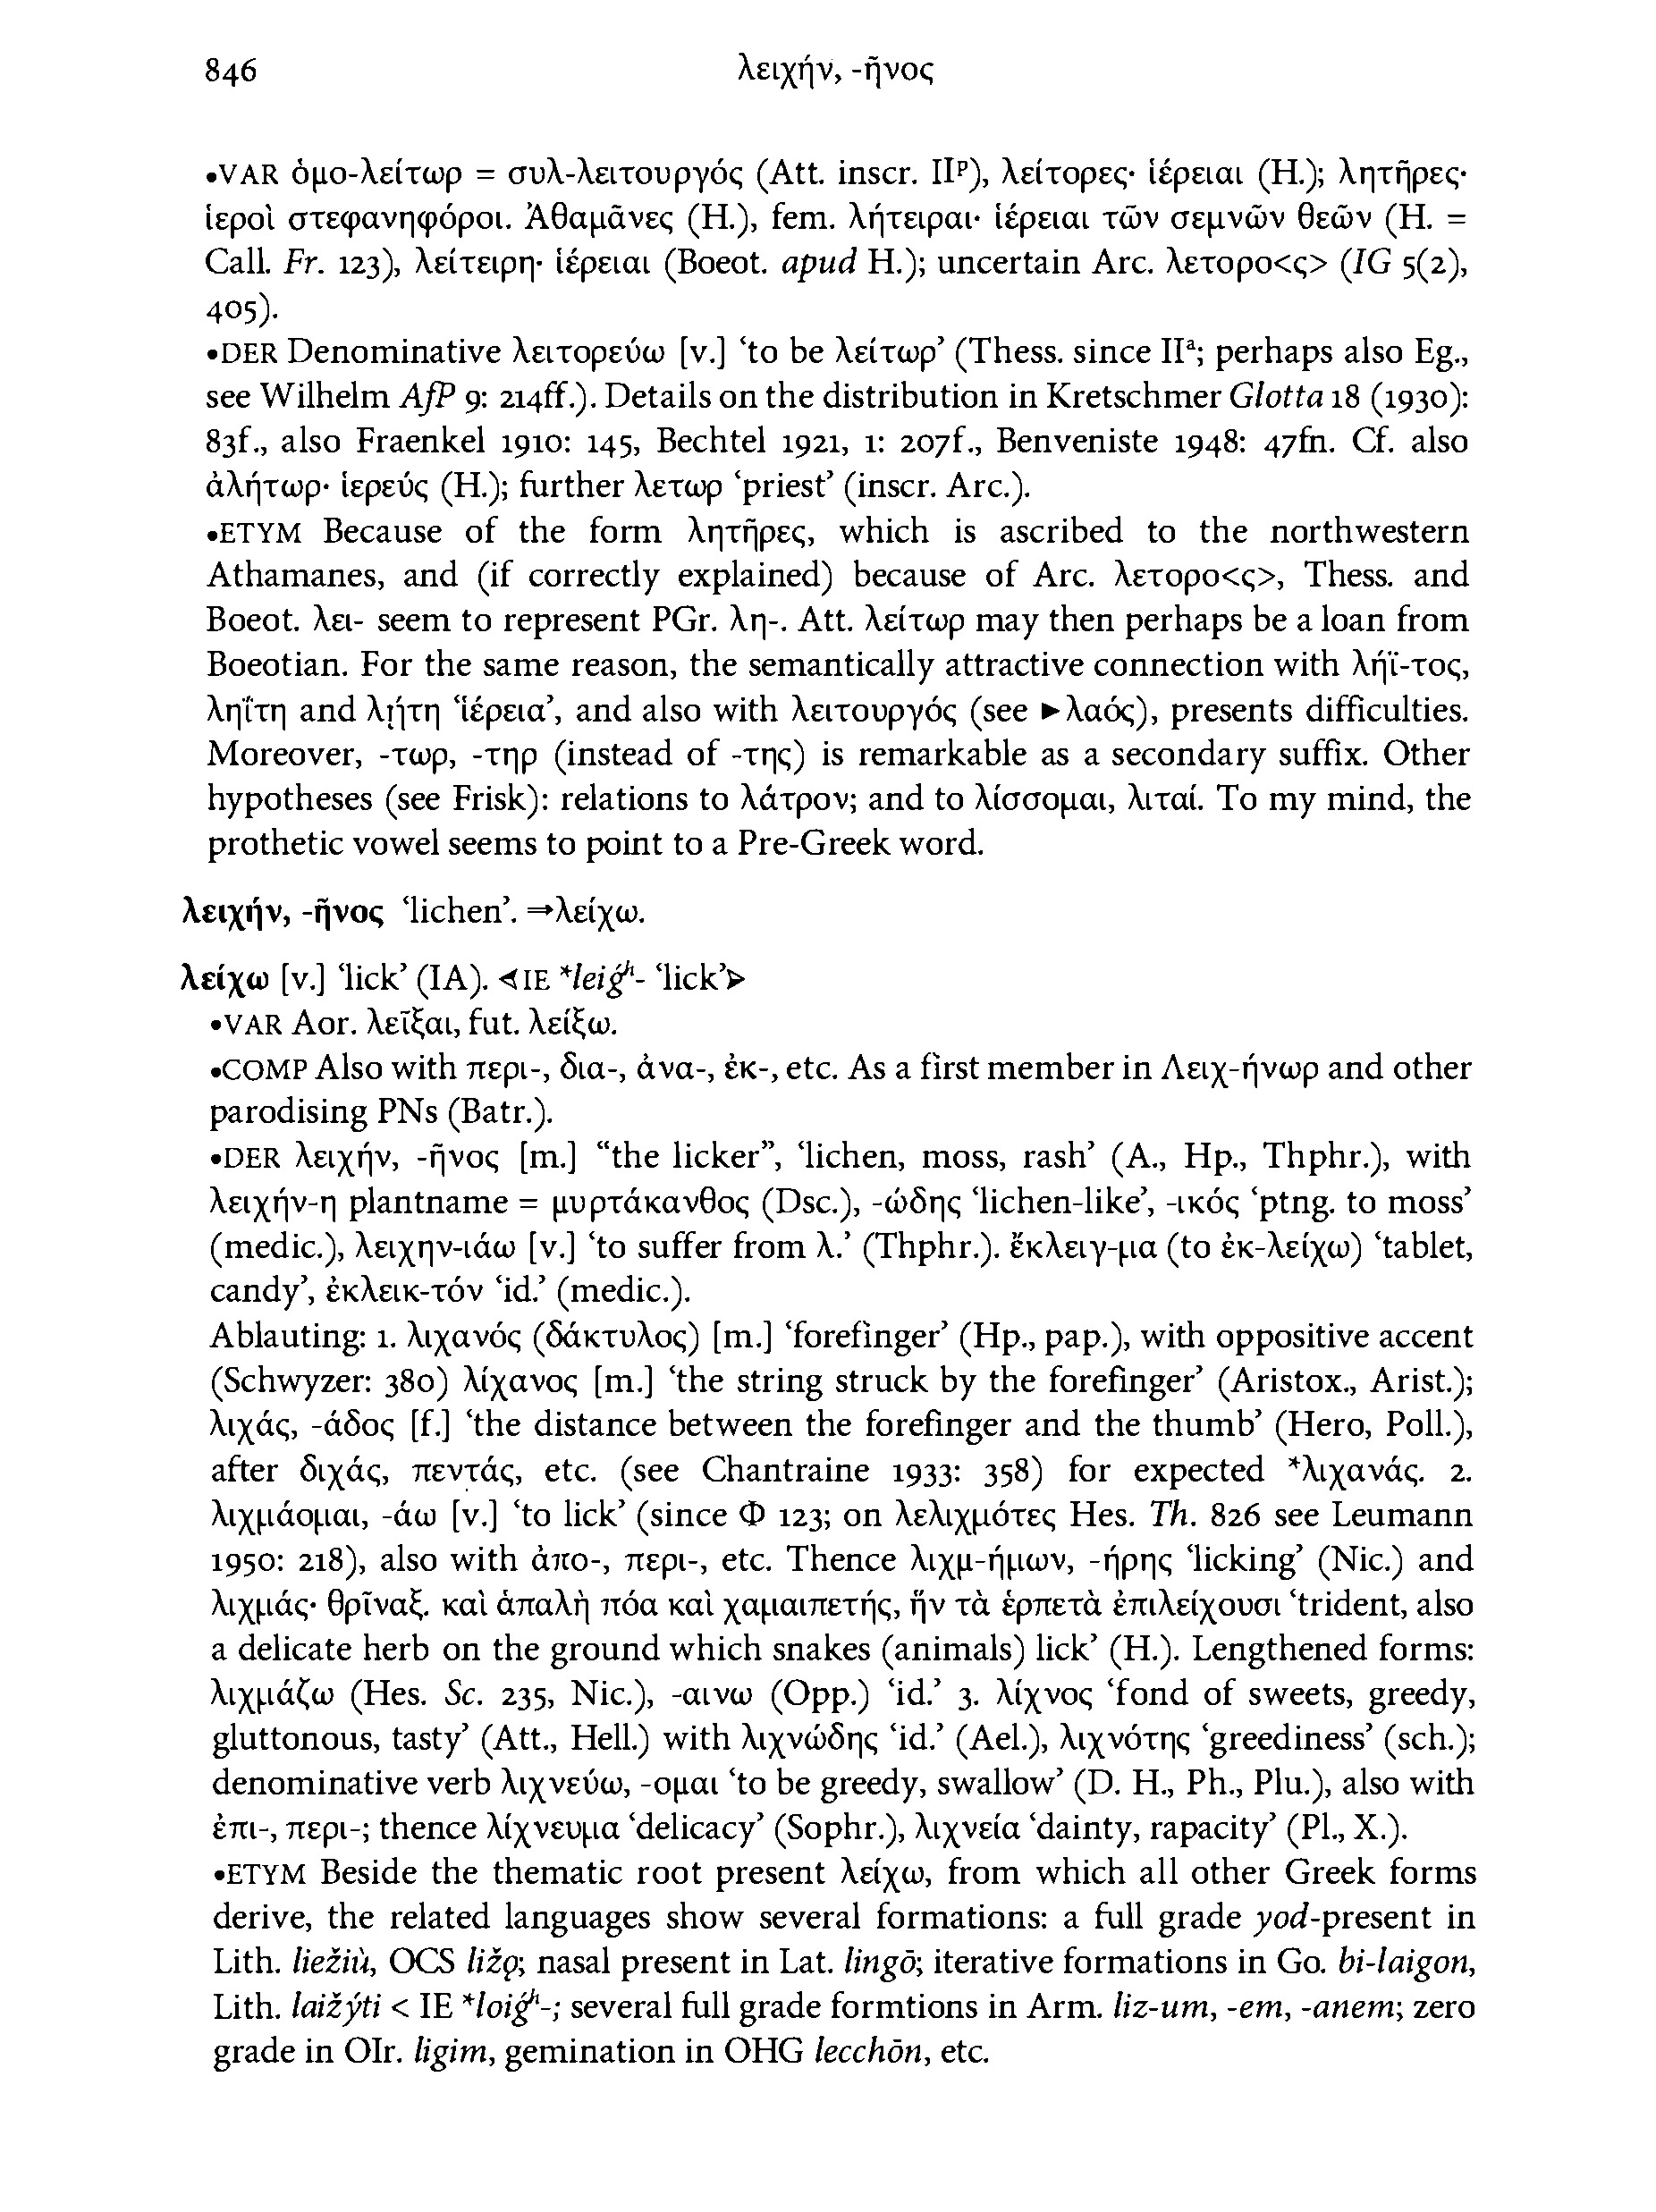 846 λειχήν, -ῆνος
•VAR ὁμο-λείτωρ = συλ-λειτουργός (Att. inscr. IIᵖ), λείτορες· ἱέρειαι (H.); λητῆρες·
ἱεροὶ στεφανηφόροι. Ἀθαμᾶνες (H.), fem. λήτειραι· ἱέρειαι τῶν σεμνῶν θεῶν (H. =
Call. Fr. 123), λείτειρη· ἱέρειαι (Boeot. apud H.); uncertain Arc. λετορο<ς> (IG 5(2),
405).
•DER Denominative λειτορεύω [v.] ‘to be λείτωρ’ (Thess. since IIᵃ; perhaps also Eg.,
see Wilhelm AfP 9: 214ff.). Details on the distribution in Kretschmer Glotta 18 (1930):
83f., also Fraenkel 1910: 145, Bechtel 1921, 1: 207f., Benveniste 1948: 47fn. Cf. also
ἀλήτωρ· ἱερεύς (H.); further λετωρ ‘priest’ (inscr. Arc.).
•ETYM Because of the form λητῆρες, which is ascribed to the northwestern
Athamanes, and (if correctly explained) because of Arc. λετορο<ς>, Thess. and
Boeot. λει- seem to represent PGr. λη-. Att. λείτωρ may then perhaps be a loan from
Boeotian. For the same reason, the semantically attractive connection with λήϊ-τος,
ληΐτη and λῄτη ‘ἱέρεια’, and also with λειτουργός (see ►λαός), presents difficulties.
Moreover, -τωρ, -τηρ (instead of -της) is remarkable as a secondary suffix. Other
hypotheses (see Frisk): relations to λάτρον; and to λίσσομαι, λιταί. To my mind, the
prothetic vowel seems to point to a Pre-Greek word.
λειχήν, -ῆνος ‘lichen’. ⇒λείχω.
λείχω [v.] ‘lick’ (IA). ⊲IE *leiǵʰ- ‘lick’⊳
•VAR Aor. λεῖξαι, fut. λείξω.
•COMP Also with περι-, δια-, ἀνα-, ἐκ-, etc. As a first member in Λειχ-ήνωρ and other
parodising PNs (Batr.).
•DER λειχήν, -ῆνος [m.] “the licker”, ‘lichen, moss, rash’ (A., Hp., Thphr.), with
λειχήν-η plantname = μυρτάκανθος (Dsc.), -ώδης ‘lichen-like’, -ικός ‘ptng. to moss’
(medic.), λειχην-ιάω [v.] ‘to suffer from λ.’ (Thphr.). ἔκλειγ-μα (to ἐκ-λείχω) ‘tablet,
candy’, ἐκλεικ-τόν ‘id.’ (medic.).
Ablauting: 1. λιχανός (δάκτυλος) [m.] ‘forefinger’ (Hp., pap.), with oppositive accent
(Schwyzer: 380) λίχανος [m.] ‘the string struck by the forefinger’ (Aristox., Arist.);
λιχάς, -άδος [f.] ‘the distance between the forefinger and the thumb’ (Hero, Poll.),
after διχάς, πεντάς, etc. (see Chantraine 1933: 358) for expected *λιχανάς. 2.
λιχμάομαι, -άω [v.] ‘to lick’ (since Φ 123; on λελιχμότες Hes. Th. 826 see Leumann
1950: 218), also with ἀπο-, περι-, etc. Thence λιχμ-ήμων, -ήρης ‘licking’ (Nic.) and
λιχμάς· θρῖναξ. καὶ ἁπαλὴ πόα καὶ χαμαιπετής, ἣν τὰ ἑρπετὰ ἐπιλείχουσι ‘trident, also
a delicate herb on the ground which snakes (animals) lick’ (H.). Lengthened forms:
λιχμάζω (Hes. Sc. 235, Nic.), -αινω (Opp.) ‘id.’ 3. λίχνος ‘fond of sweets, greedy,
gluttonous, tasty’ (Att., Hell.) with λιχνώδης ‘id.’ (Ael.), λιχνότης ‘greediness’ (sch.);
denominative verb λιχνεύω, -ομαι ‘to be greedy, swallow’ (D. H., Ph., Plu.), also with
ἐπι-, περι-; thence λίχνευμα ‘delicacy’ (Sophr.), λιχνεία ‘dainty, rapacity’ (Pl., X.).
•ETYM Beside the thematic root present λείχω, from which all other Greek forms
derive, the related languages show several formations: a full grade yod-present in
Lith. liežiù, OCS ližǫ; nasal present in Lat. lingō; iterative formations in Go. bi-laigon,
Lith. laižýti < IE *loiǵʰ-; several full grade formtions in Arm. liz-um, -em, -anem; zero
grade in OIr. ligim, gemination in OHG lecchōn, etc.